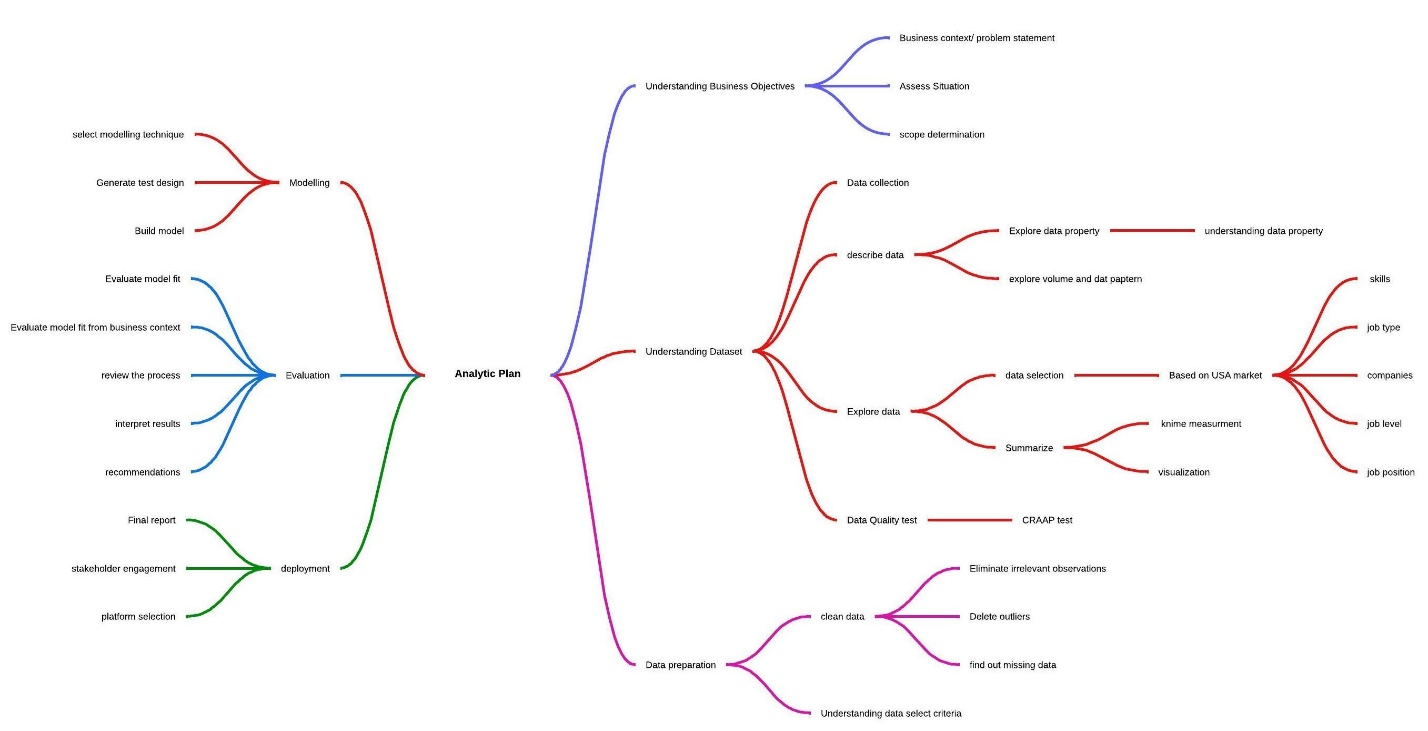 Business context/ problem statement
Understanding Business Objectives
Assess Situation
scope determination
select modelling technique
Generate test design
Modelling
Build model
Data collection
describe data
Explore data property
understanding data property
explore volume and dat paptern
Evaluate model fit
Evaluate model fit from business context
review the process
Evaluation
interpret results
recommendations
Analytic Plan
Understanding Dataset
Explore data
data selection
Based on USA market
skills
job type
companies
job level
job position
Summarize
knime measurment
visualization
Data Quality test
CRAAP test
Final report
stakeholder engagement
deployment
platform selection
Data preparation
clean data
Eliminate irrelevant observations
Delete outliers
find out missing data
Understanding data select criteria